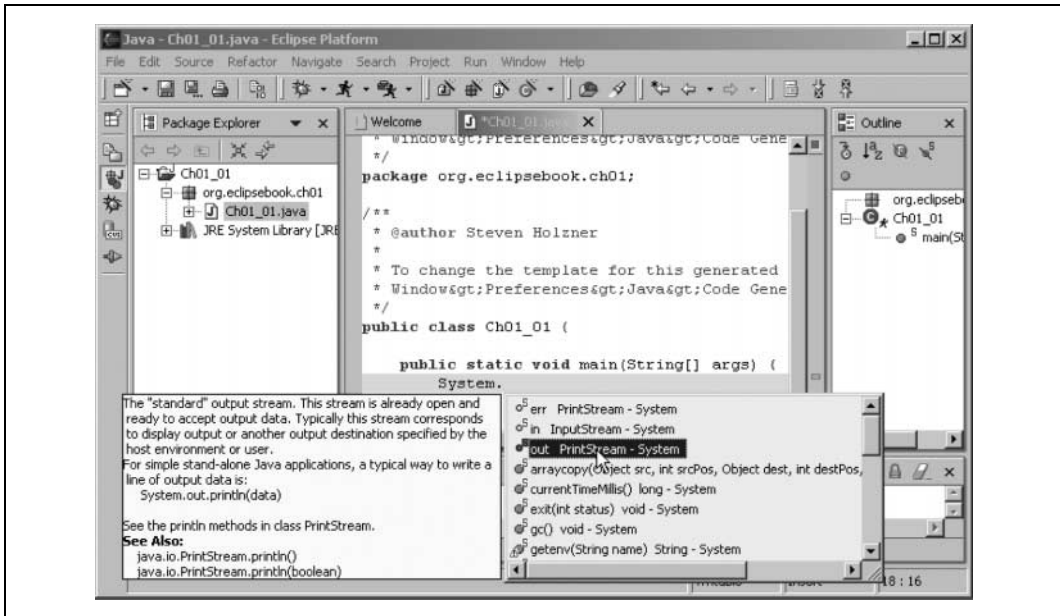 Java - Ch01_01.java - Eclipse Platform
File Edit Source Refactor Navigate Search Project Run Window Help
Package Explorer
Ch01_01
org.eclipsebook.ch01
Ch01_01.java
JRE System Library [JRE
Welcome
*Ch01_01.java
* Window&gt;Preferences&gt;Java&gt;Code Gene
*/
package org.eclipsebook.ch01;
/**
* @author Steven Holzner
*
* To change the template for this generated
* Window&gt;Preferences&gt;Java&gt;Code Gene
*/
public class Ch01_01 {
public static void main(String[] args) {
System.
Outline
org.eclipseb
Ch01_01
main(St
The "standard" output stream. This stream is already open and
ready to accept output data. Typically this stream corresponds
to display output or another output destination specified by the
host environment or user.
For simple stand-alone Java applications, a typical way to write a
line of output data is:
System.out.println(data)
See the println methods in class PrintStream.
See Also:
java.io.PrintStream.println()
java.io.PrintStream.println(boolean)
err PrintStream - System
in InputStream - System
out PrintStream - System
arraycopy(Object src, int srcPos, Object dest, int destPos,
currentTimeMillis() long - System
exit(int status) void - System
gc() void - System
getenv(String name) String - System
18 : 16